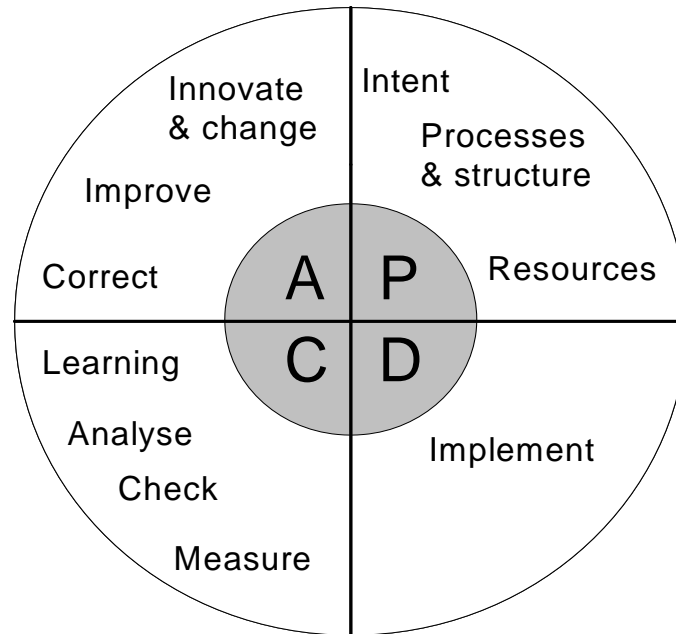 Innovate
& change
Improve
Correct
Intent
Processes
& structure
Resources
A P
C D
Learning
Analyse
Check
Measure
Implement